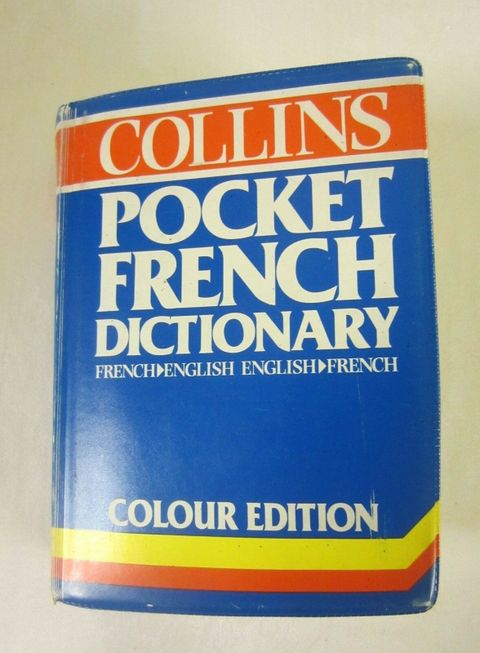 COLLINS
POCKET
FRENCH
DICTIONARY
FRENCH▶ENGLISH ENGLISH▶FRENCH
COLOUR EDITION